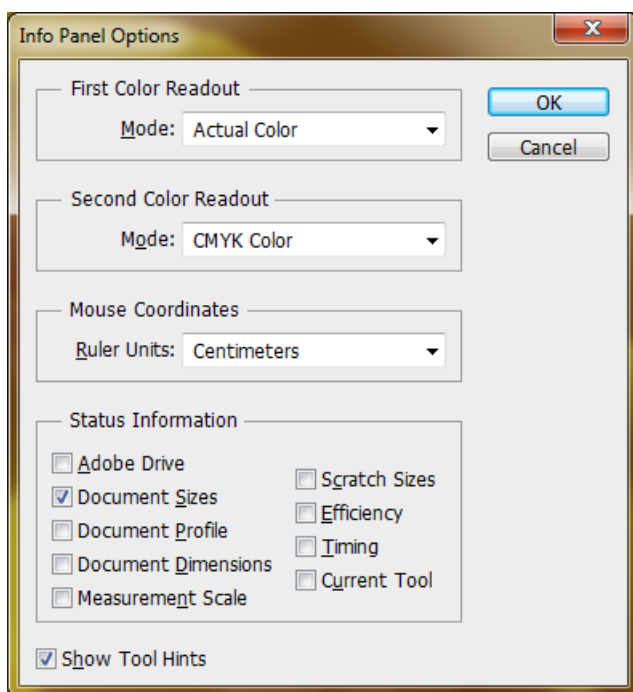 Info Panel Options
First Color Readout
Mode: Actual Color
OK
Cancel
Second Color Readout
Mode: CMYK Color
Mouse Coordinates
Ruler Units: Centimeters
Status Information
Adobe Drive
Document Sizes
Document Profile
Document Dimensions
Measurement Scale
Scratch Sizes
Efficiency
Timing
Current Tool
Show Tool Hints